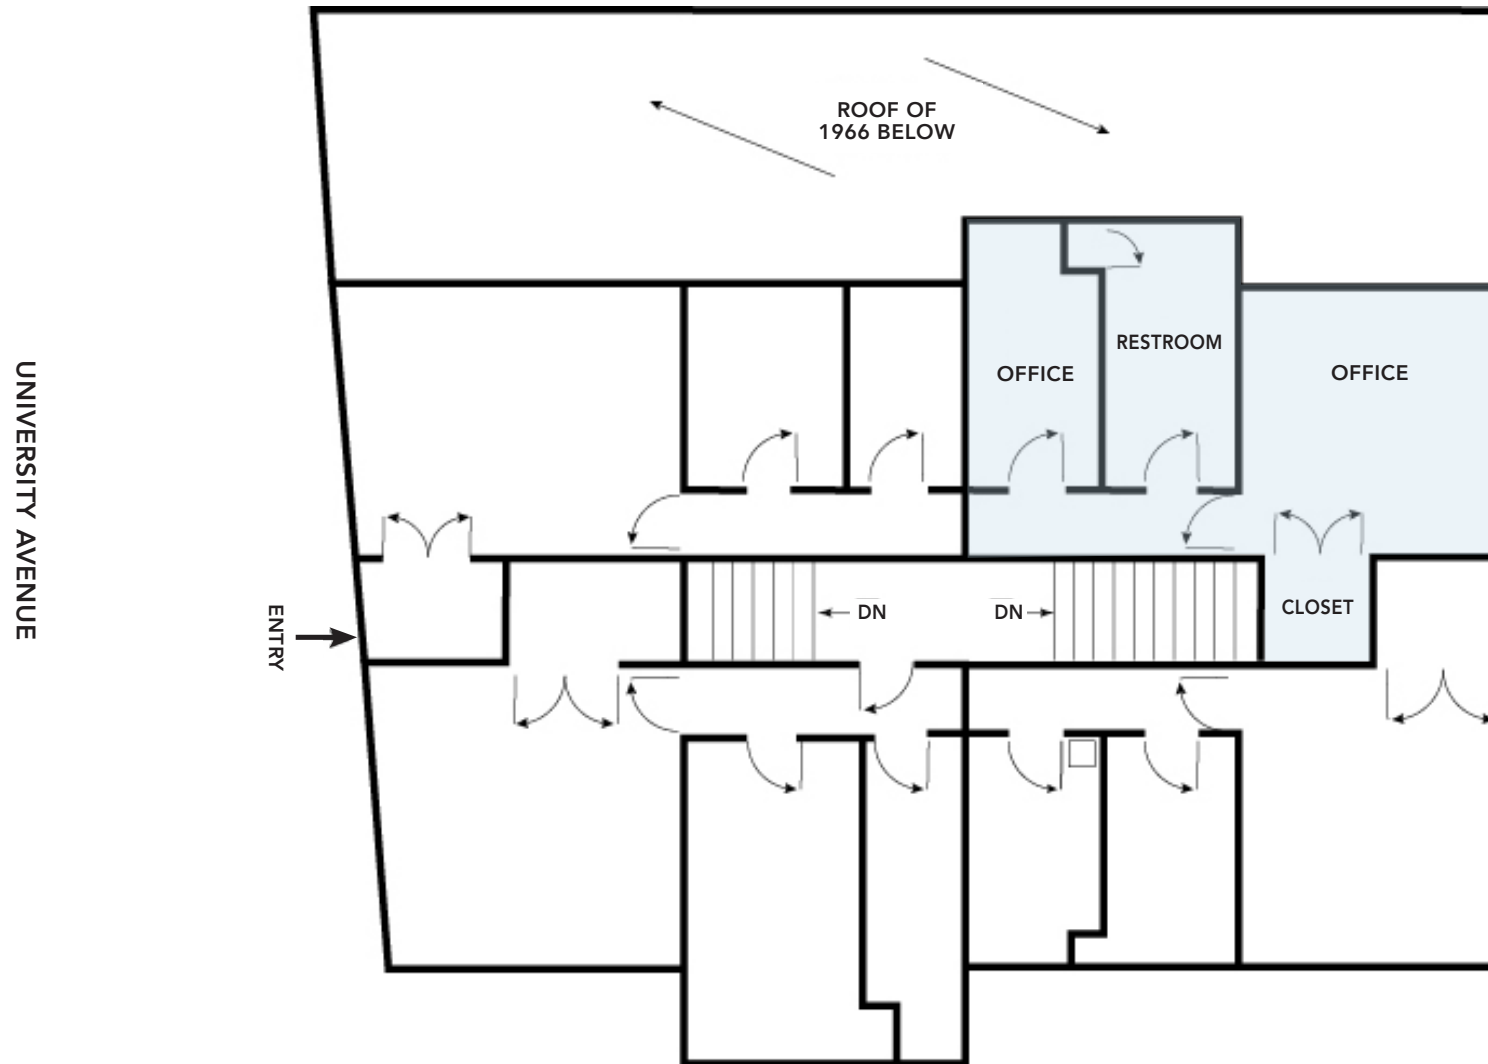 ROOF OF
1966 BELOW
RESTROOM
OFFICE
OFFICE
UNIVERSITY AVENUE
ENTRY
DN
DN
CLOSET